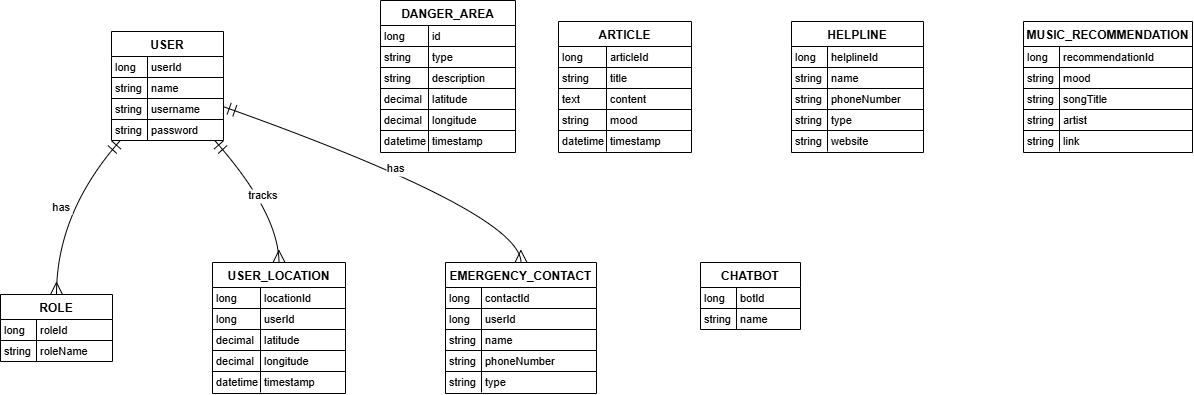 USER
long userId
string name
string username
string password
DANGER_AREA
long id
string type
string description
decimal latitude
decimal longitude
datetime timestamp
ARTICLE
long articleId
string title
text content
string mood
datetime timestamp
HELPLINE
long helplineId
string name
string phoneNumber
string type
string website
MUSIC_RECOMMENDATION
long recommendationId
string mood
string songTitle
string artist
string link
has
tracks
has
ROLE
long roleId
string roleName
USER_LOCATION
long locationId
long userId
decimal latitude
decimal longitude
datetime timestamp
EMERGENCY_CONTACT
long contactId
long userId
string name
string phoneNumber
string type
CHATBOT
long botId
string name